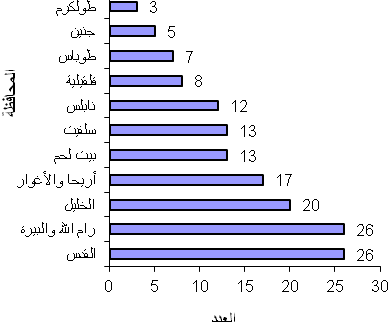 المحافظة
طولكرم 3
جنين 5
طوباس 7
قلقيلية 8
نابلس 12
سلفيت 13
بيت لحم 13
أريحا والأغوار 17
الخليل 20
رام الله والبيرة 26
القدس 26
0 5 10 15 20 25 30
العدد